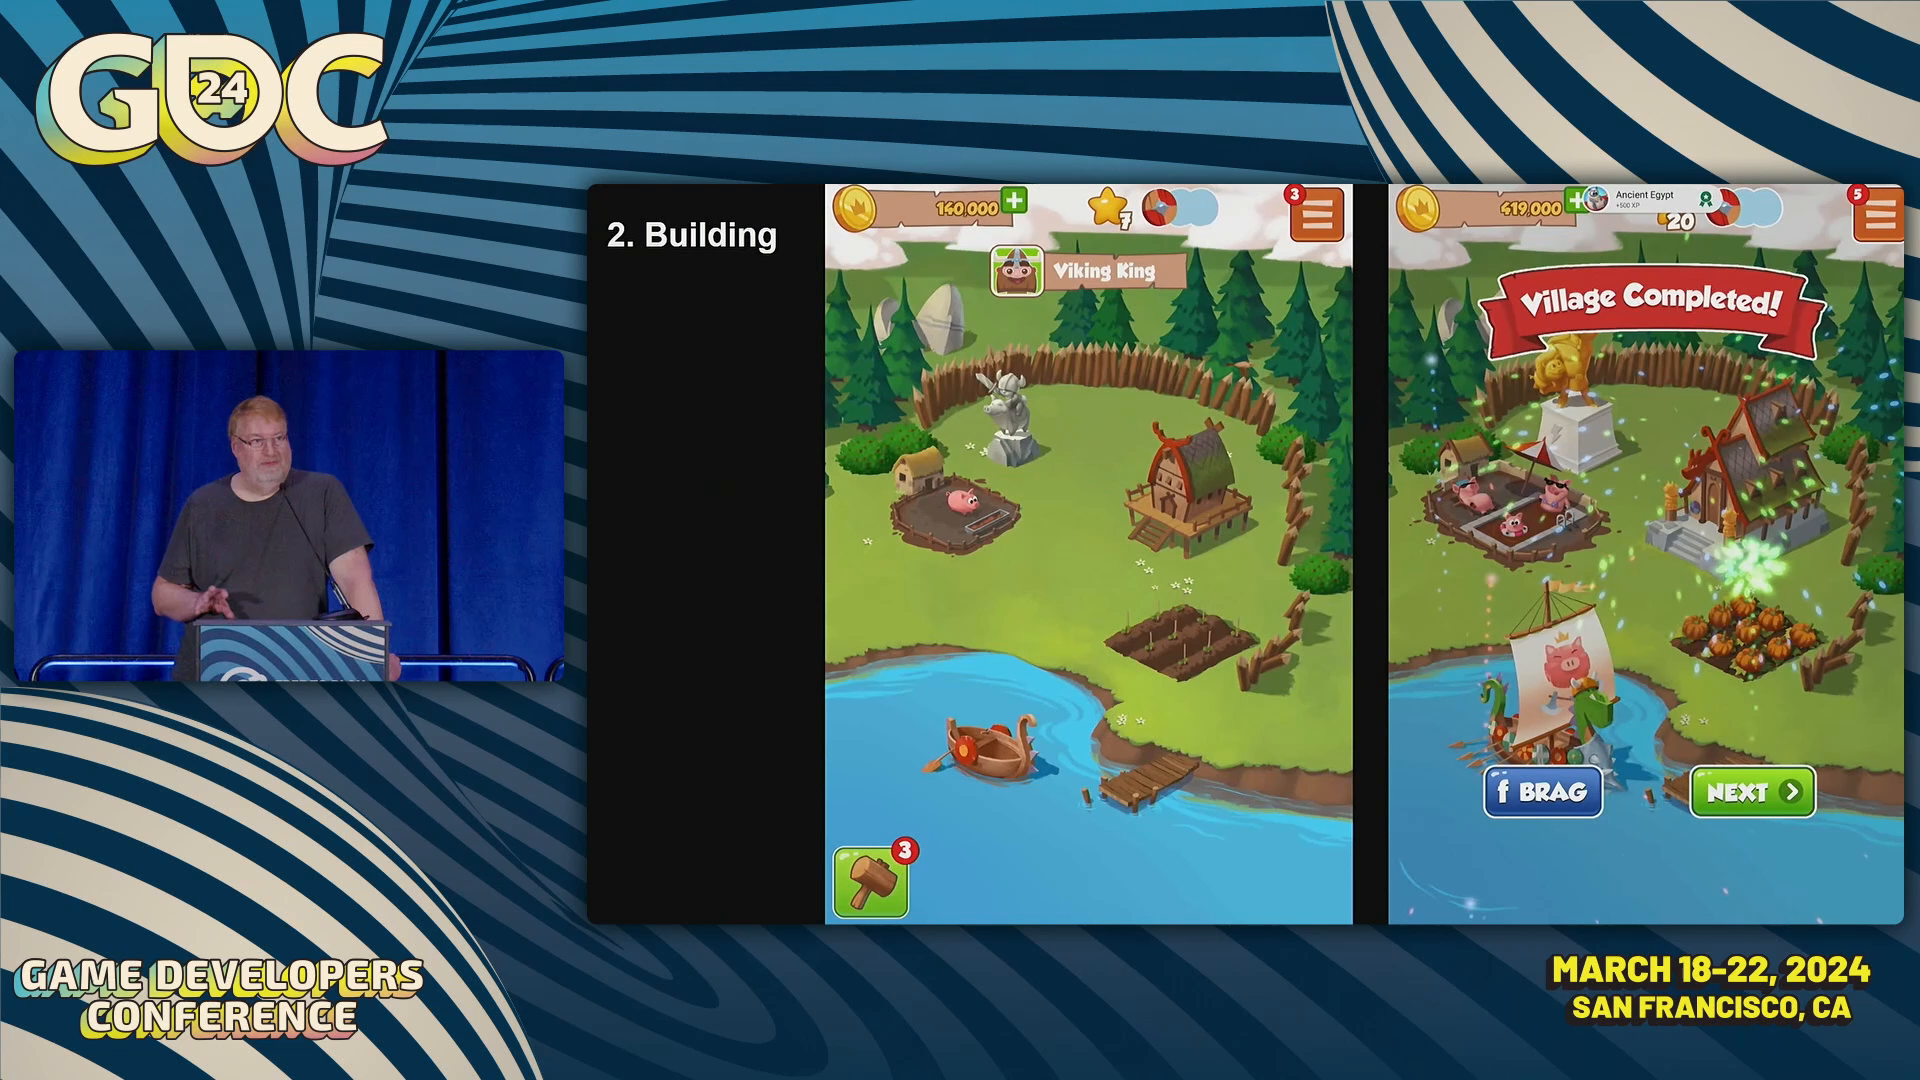 GDC
24
2. Building
140,000
7
3
Viking King
3
419,000
Ancient Egypt
+500 XP
20
5
Village Completed!
f BRAG
NEXT
GAME DEVELOPERS
CONFERENCE
MARCH 18-22, 2024
SAN FRANCISCO, CA